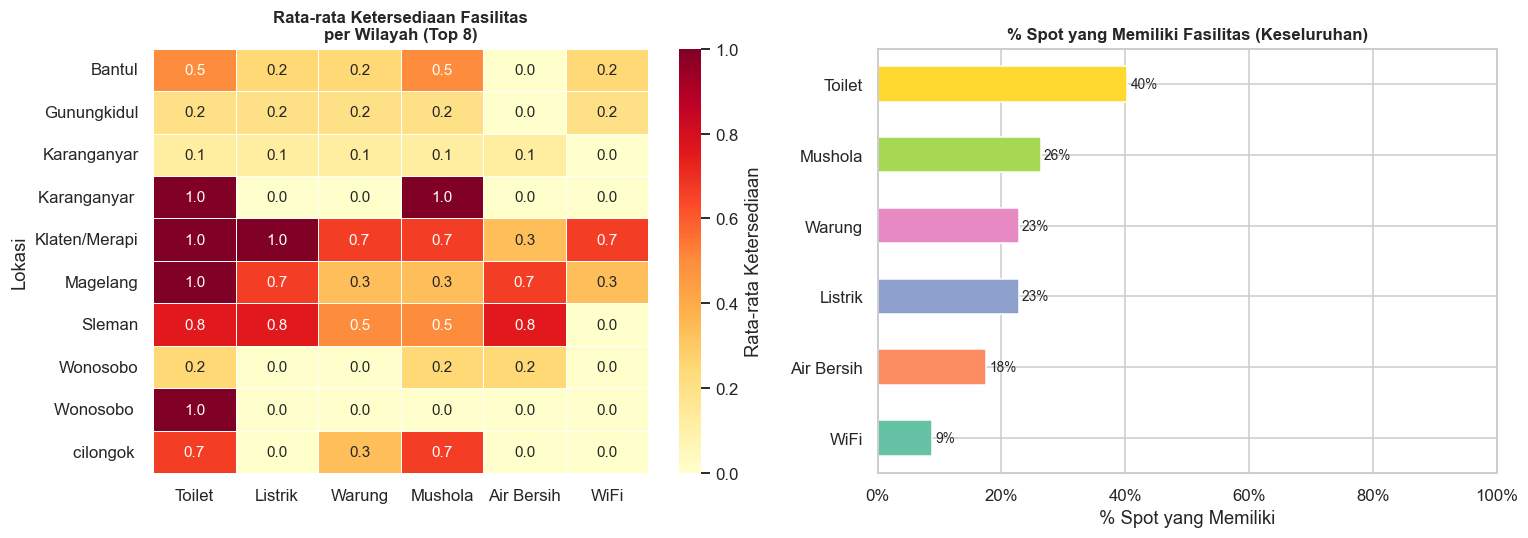 Rata-rata Ketersediaan Fasilitas
per Wilayah (Top 8)
Lokasi
Bantul 0.5 0.2 0.2 0.5 0.0 0.2
Gunungkidul 0.2 0.2 0.2 0.2 0.0 0.2
Karanganyar 0.1 0.1 0.1 0.1 0.1 0.0
Karanganyar 1.0 0.0 0.0 1.0 0.0 0.0
Klaten/Merapi 1.0 1.0 0.7 0.7 0.3 0.7
Magelang 1.0 0.7 0.3 0.3 0.7 0.3
Sleman 0.8 0.8 0.5 0.5 0.8 0.0
Wonosobo 0.2 0.0 0.0 0.2 0.2 0.0
Wonosobo 1.0 0.0 0.0 0.0 0.0 0.0
cilongok 0.7 0.0 0.3 0.7 0.0 0.0
Toilet Listrik Warung Mushola Air Bersih WiFi
1.0
0.8
0.6
0.4
0.2
0.0
Rata-rata Ketersediaan
% Spot yang Memiliki Fasilitas (Keseluruhan)
Toilet 40%
Mushola 26%
Warung 23%
Listrik 23%
Air Bersih 18%
WiFi 9%
0% 20% 40% 60% 80% 100%
% Spot yang Memiliki